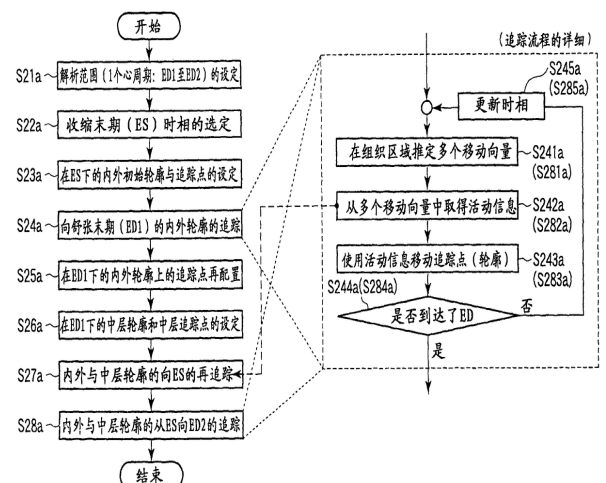 开始
S21a 解析范围（1个心周期：ED1至ED2）的设定
S22a 收缩末期（ES）时相的选定
S23a 在ES下的内外初始轮廓与追踪点的设定
S24a 向舒张末期（ED1）的内外轮廓的追踪
S25a 在ED1下的内外轮廓上的追踪点再配置
S26a 在ED1下的中层轮廓和中层追踪点的设定
S27a 内外与中层轮廓的向ES的再追踪
S28a 内外与中层轮廓的从ES向ED2的追踪
结束
（追踪流程的详细）
S245a
(S285a)
更新时相
在组织区域推定多个移动向量
S241a
(S281a)
从多个移动向量中取得活动信息
S242a
(S282a)
使用活动信息移动追踪点（轮廓）
S243a
(S283a)
S244a(S284a)
是否到达了ED
否
是